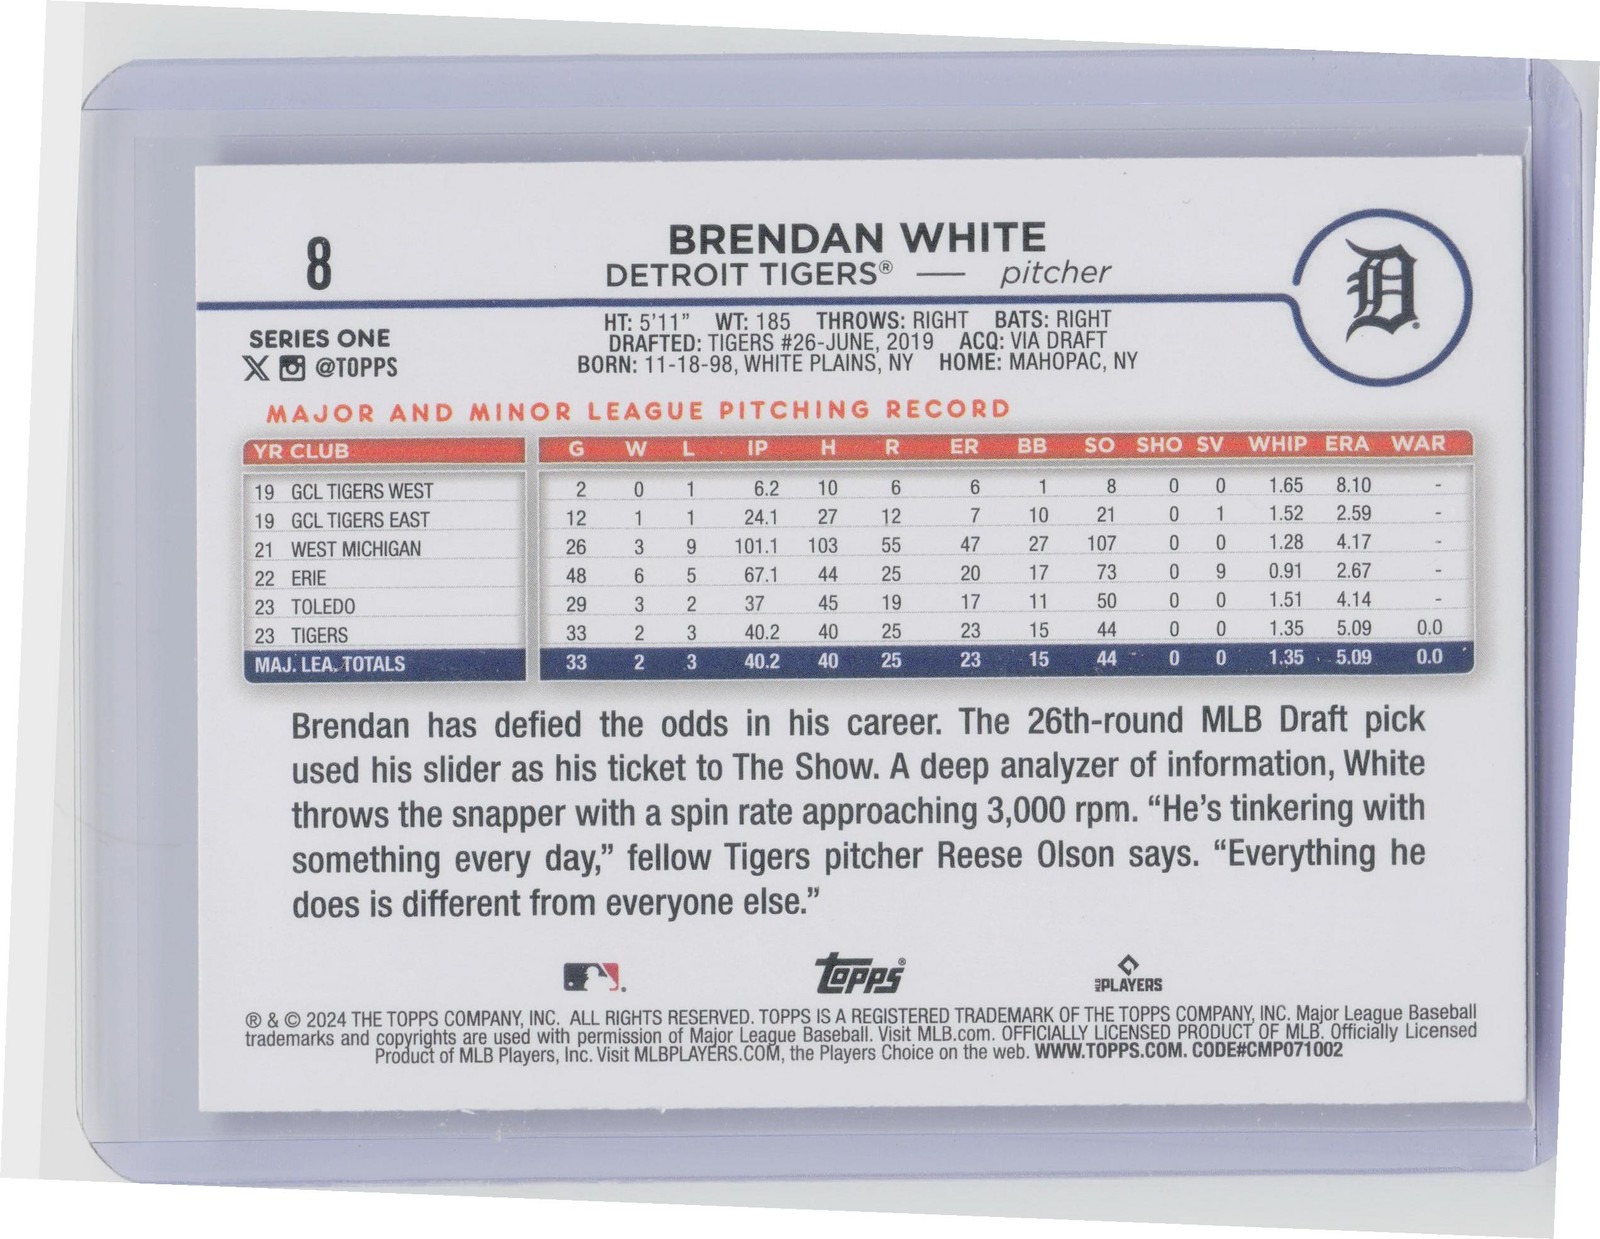 8
BRENDAN WHITE
DETROIT TIGERS® — pitcher
SERIES ONE
@TOPPS
HT: 5'11" WT: 185 THROWS: RIGHT BATS: RIGHT
DRAFTED: TIGERS #26-JUNE, 2019 ACQ: VIA DRAFT
BORN: 11-18-98, WHITE PLAINS, NY HOME: MAHOPAC, NY
D
MAJOR AND MINOR LEAGUE PITCHING RECORD
YR CLUB G W L IP H R ER BB SO SHO SV WHIP ERA WAR
19 GCL TIGERS WEST 2 0 1 6.2 10 6 6 1 8 0 0 1.65 8.10 -
19 GCL TIGERS EAST 12 1 1 24.1 27 12 7 10 21 0 1 1.52 2.59 -
21 WEST MICHIGAN 26 3 9 101.1 103 55 47 27 107 0 0 1.28 4.17 -
22 ERIE 48 6 5 67.1 44 25 20 17 73 0 9 0.91 2.67 -
23 TOLEDO 29 3 2 37 45 19 17 11 50 0 0 1.51 4.14 -
23 TIGERS 33 2 3 40.2 40 25 23 15 44 0 0 1.35 5.09 0.0
MAJ. LEA. TOTALS 33 2 3 40.2 40 25 23 15 44 0 0 1.35 5.09 0.0
Brendan has defied the odds in his career. The 26th-round MLB Draft pick
used his slider as his ticket to The Show. A deep analyzer of information, White
throws the snapper with a spin rate approaching 3,000 rpm. “He’s tinkering with
something every day,” fellow Tigers pitcher Reese Olson says. “Everything he
does is different from everyone else.”
Topps®
MLB PLAYERS
® & © 2024 THE TOPPS COMPANY, INC. ALL RIGHTS RESERVED. TOPPS IS A REGISTERED TRADEMARK OF THE TOPPS COMPANY, INC. Major League Baseball
trademarks and copyrights are used with permission of Major League Baseball. Visit MLB.com. OFFICIALLY LICENSED PRODUCT OF MLB. Officially Licensed
Product of MLB Players, Inc. Visit MLBPLAYERS.COM, the Players Choice on the web. WWW.TOPPS.COM. CODE#CMP071002